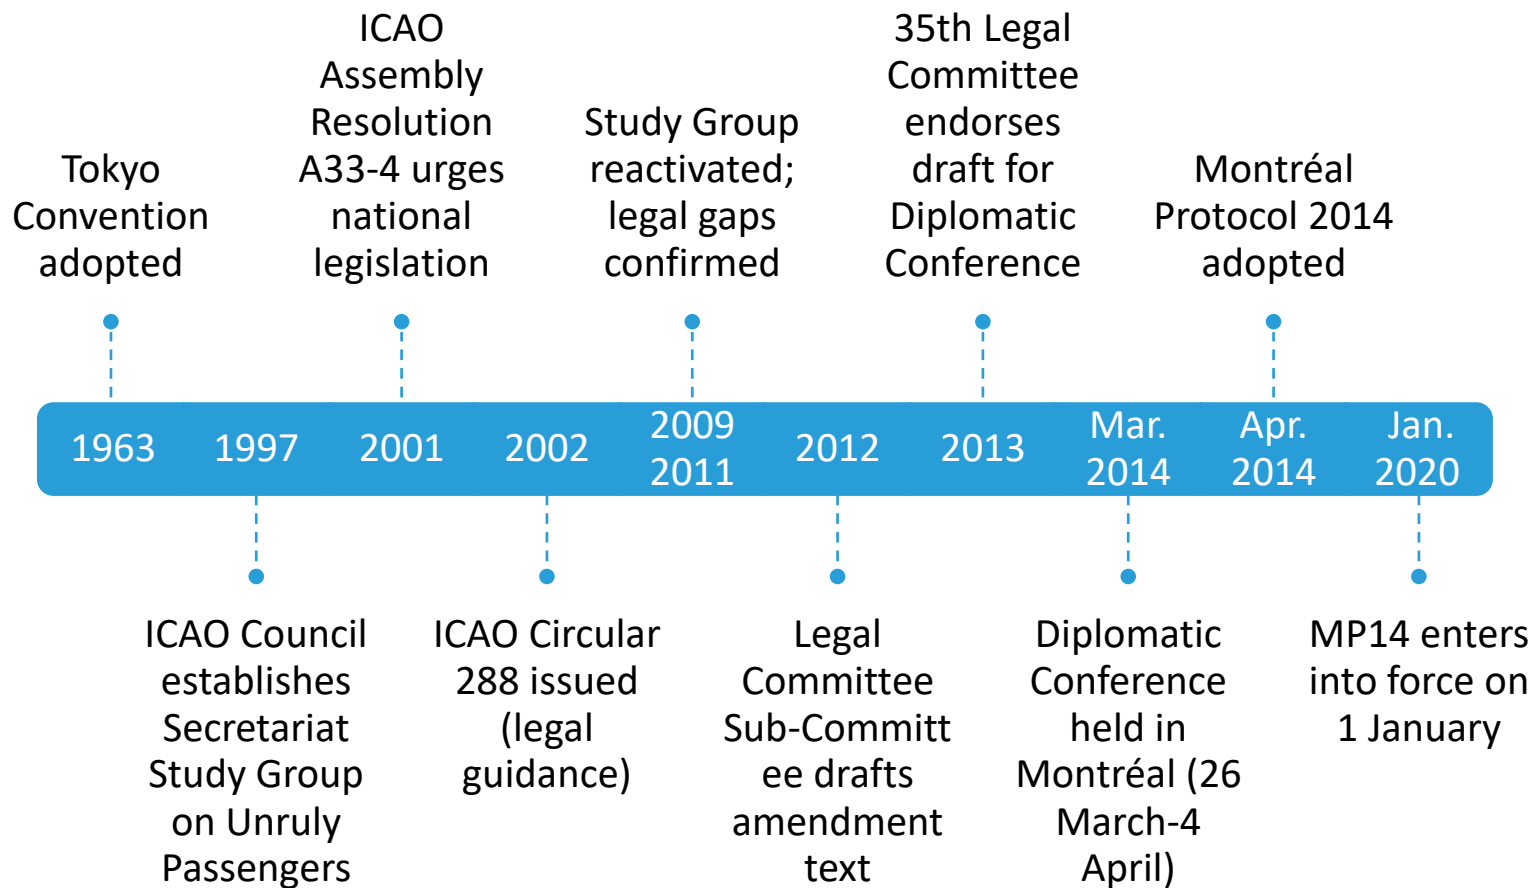 Tokyo
Convention
adopted
ICAO
Assembly
Resolution
A33-4 urges
national
legislation
Study Group
reactivated;
legal gaps
confirmed
35th Legal
Committee
endorses
draft for
Diplomatic
Conference
Montréal
Protocol 2014
adopted
1963
1997
2001
2002
2009
2011
2012
2013
Mar.
2014
Apr.
2014
Jan.
2020
ICAO Council
establishes
Secretariat
Study Group
on Unruly
Passengers
ICAO Circular
288 issued
(legal
guidance)
Legal
Committee
Sub-Committ
ee drafts
amendment
text
Diplomatic
Conference
held in
Montréal (26
March-4
April)
MP14 enters
into force on
1 January